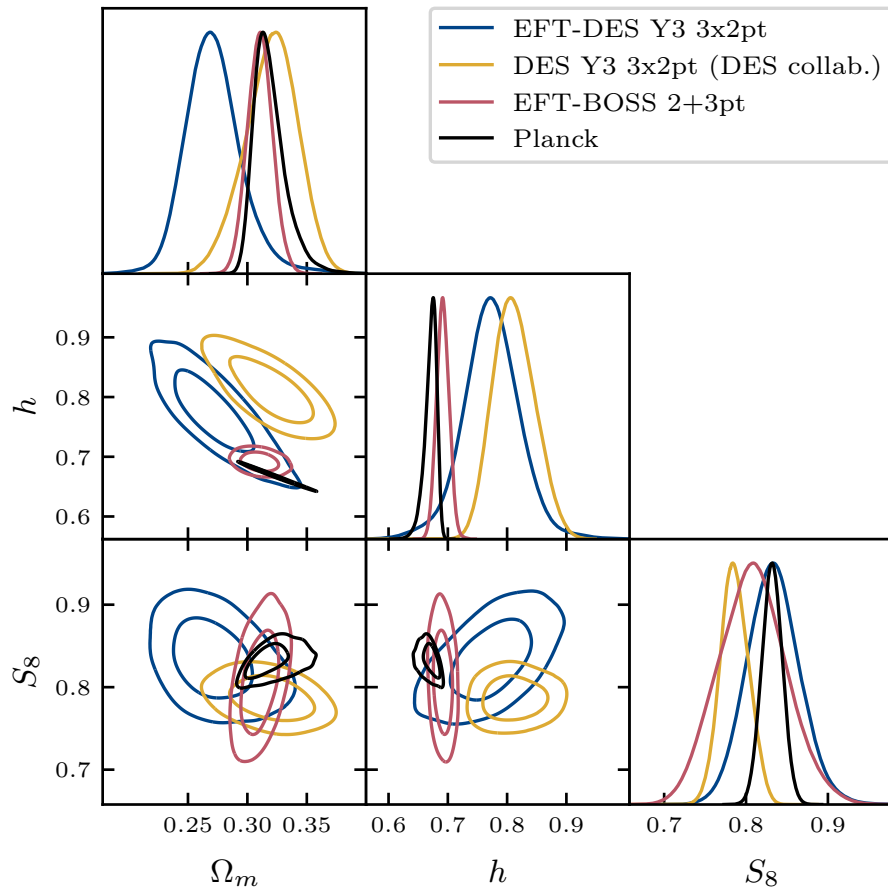 EFT-DES Y3 3x2pt
DES Y3 3x2pt (DES collab.)
EFT-BOSS 2+3pt
Planck
0.9
0.8
0.7
0.6
h
0.9
0.8
0.7
S₈
0.25 0.30 0.35
0.6 0.7 0.8 0.9
0.7 0.8 0.9
Ωₘ h S₈